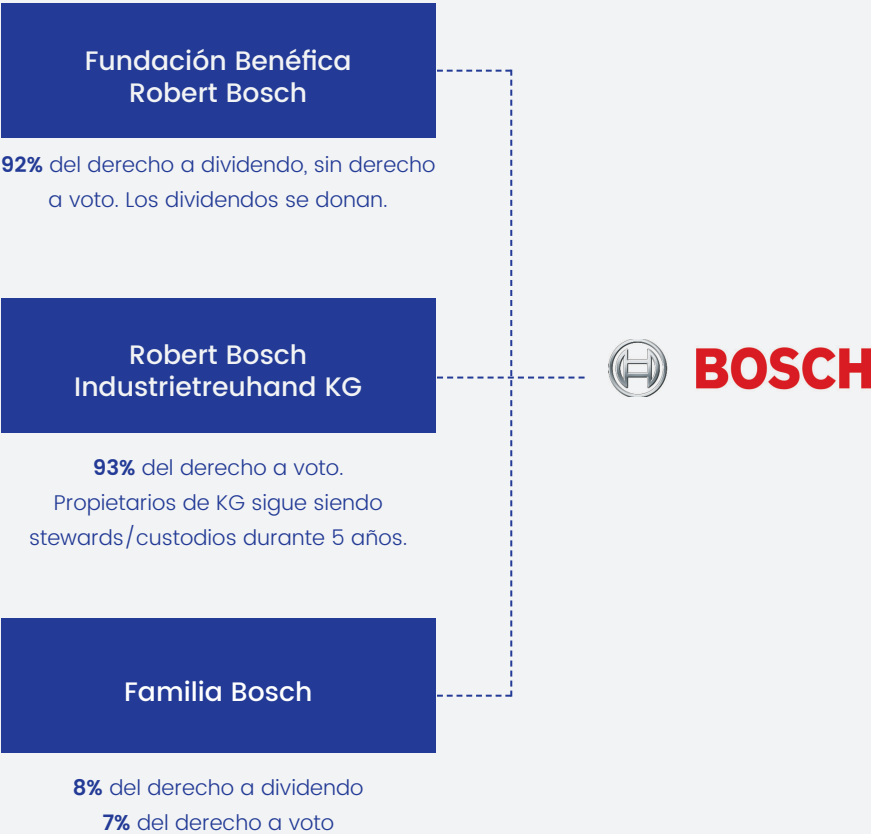 Fundación Benéfica
Robert Bosch
92% del derecho a dividendo, sin derecho
a voto. Los dividendos se donan.
Robert Bosch
Industrietreuhand KG
BOSCH
93% del derecho a voto.
Propietarios de KG sigue siendo
stewards/custodios durante 5 años.
Familia Bosch
8% del derecho a dividendo
7% del derecho a voto